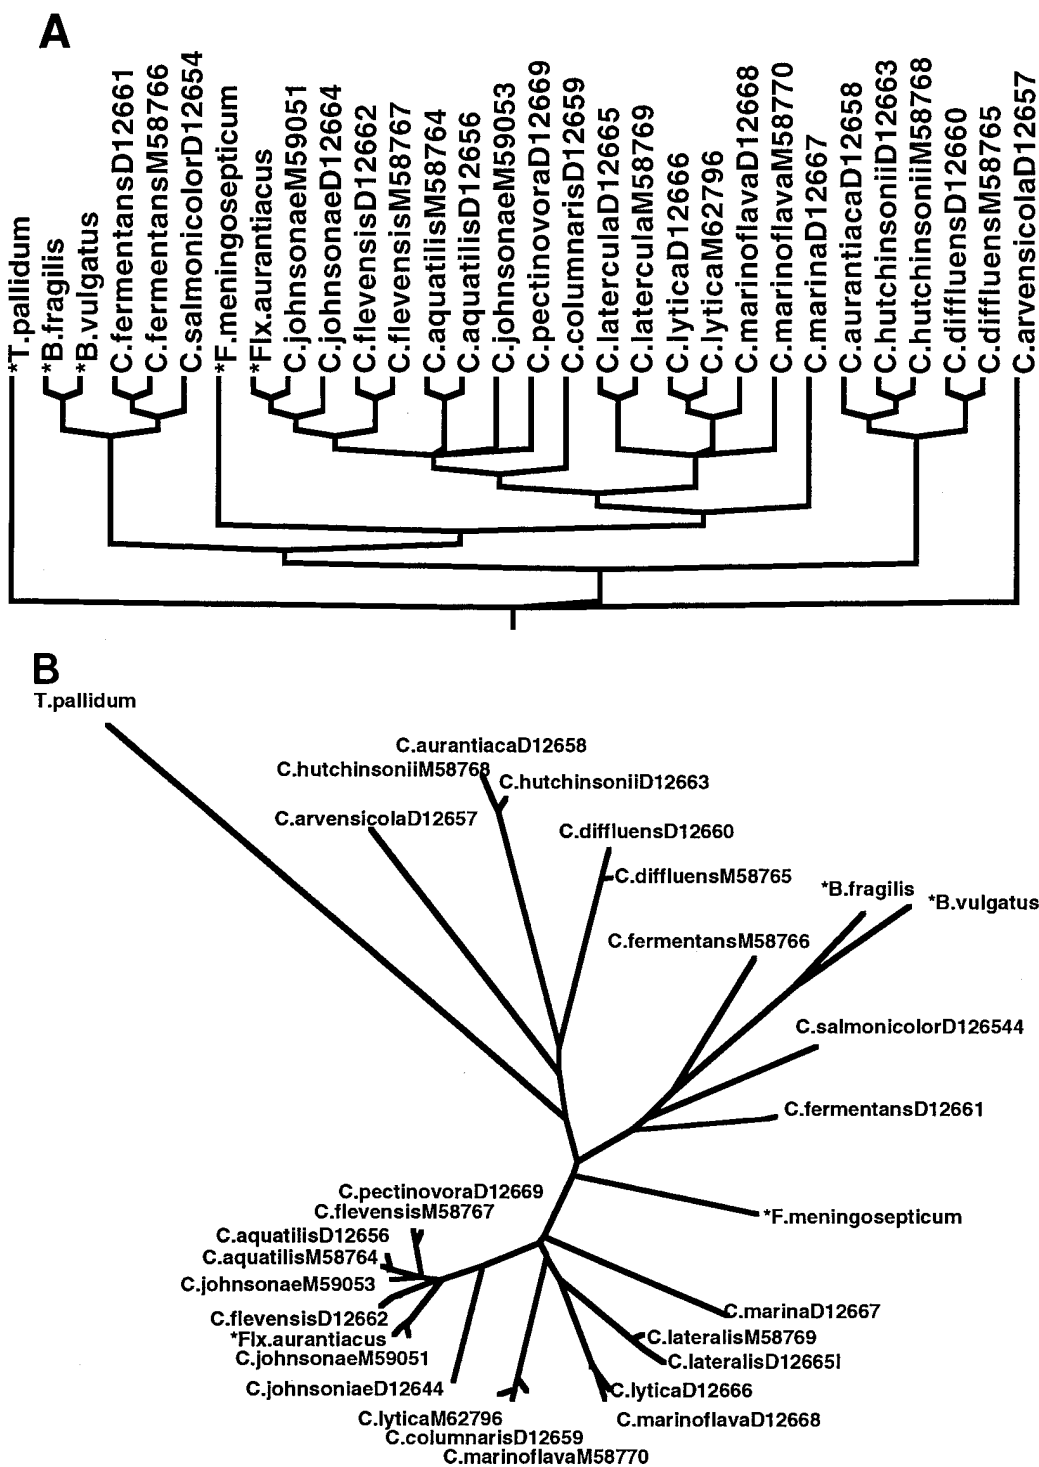 A
*T.pallidum
*B.fragilis
*B.vulgatus
C.fermentansD12661
C.fermentansM58766
C.salmonicolorD12654
*F.meningosepticum
*Flx.aurantiacus
C.johnsonaeM59051
C.johnsonaeD12664
C.flevensisD12662
C.flevensisM58767
C.aquatilisM58764
C.aquatilisD12656
C.johnsonaeM59053
C.pectinovoraD12669
C.columnarisD12659
C.laterculaD12665
C.laterculaM58769
C.lyticaD12666
C.lyticaM62796
C.marinoflavaD12668
C.marinoflavaM58770
C.marinaD12667
C.aurantiacaD12658
C.hutchinsoniiD12663
C.hutchinsoniiM58768
C.diffluensD12660
C.diffluensM58765
C.arvensicolaD12657
B
T.pallidum
C.aurantiacaD12658
C.hutchinsoniiM58768
C.hutchinsoniiD12663
C.arvensicolaD12657
C.diffluensD12660
C.diffluensM58765
*B.fragilis
*B.vulgatus
C.fermentansM58766
C.salmonicolorD126544
C.fermentansD12661
C.pectinovoraD12669
C.flevensisM58767
*F.meningosepticum
C.aquatilisD12656
C.aquatilisM58764
C.johnsonaeM59053
C.marinaD12667
C.flevensisD12662
*Flx.aurantiacus
C.lateralisM58769
C.johnsonaeM59051
C.lateralisD12665l
C.johnsoniaeD12644
C.lyticaD12666
C.lyticaM62796
C.marinoflavaD12668
C.columnarisD12659
C.marinoflavaM58770